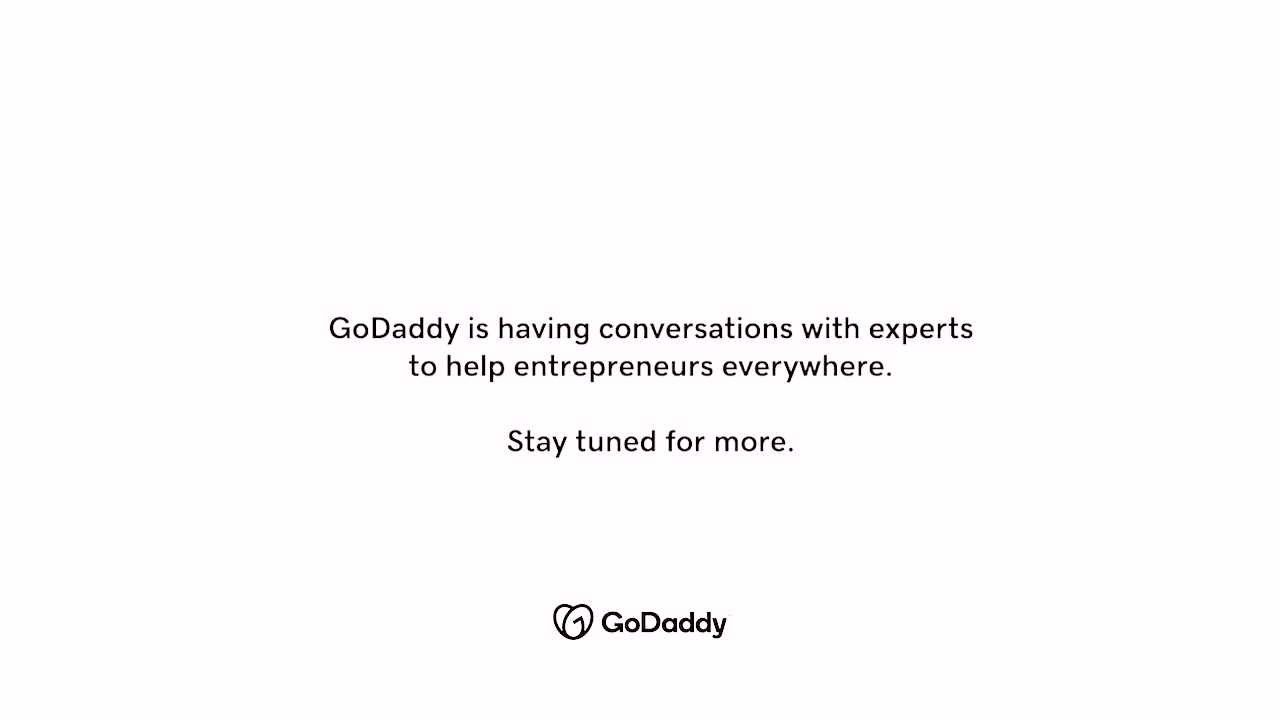 GoDaddy is having conversations with experts
to help entrepreneurs everywhere.
Stay tuned for more.
GoDaddy